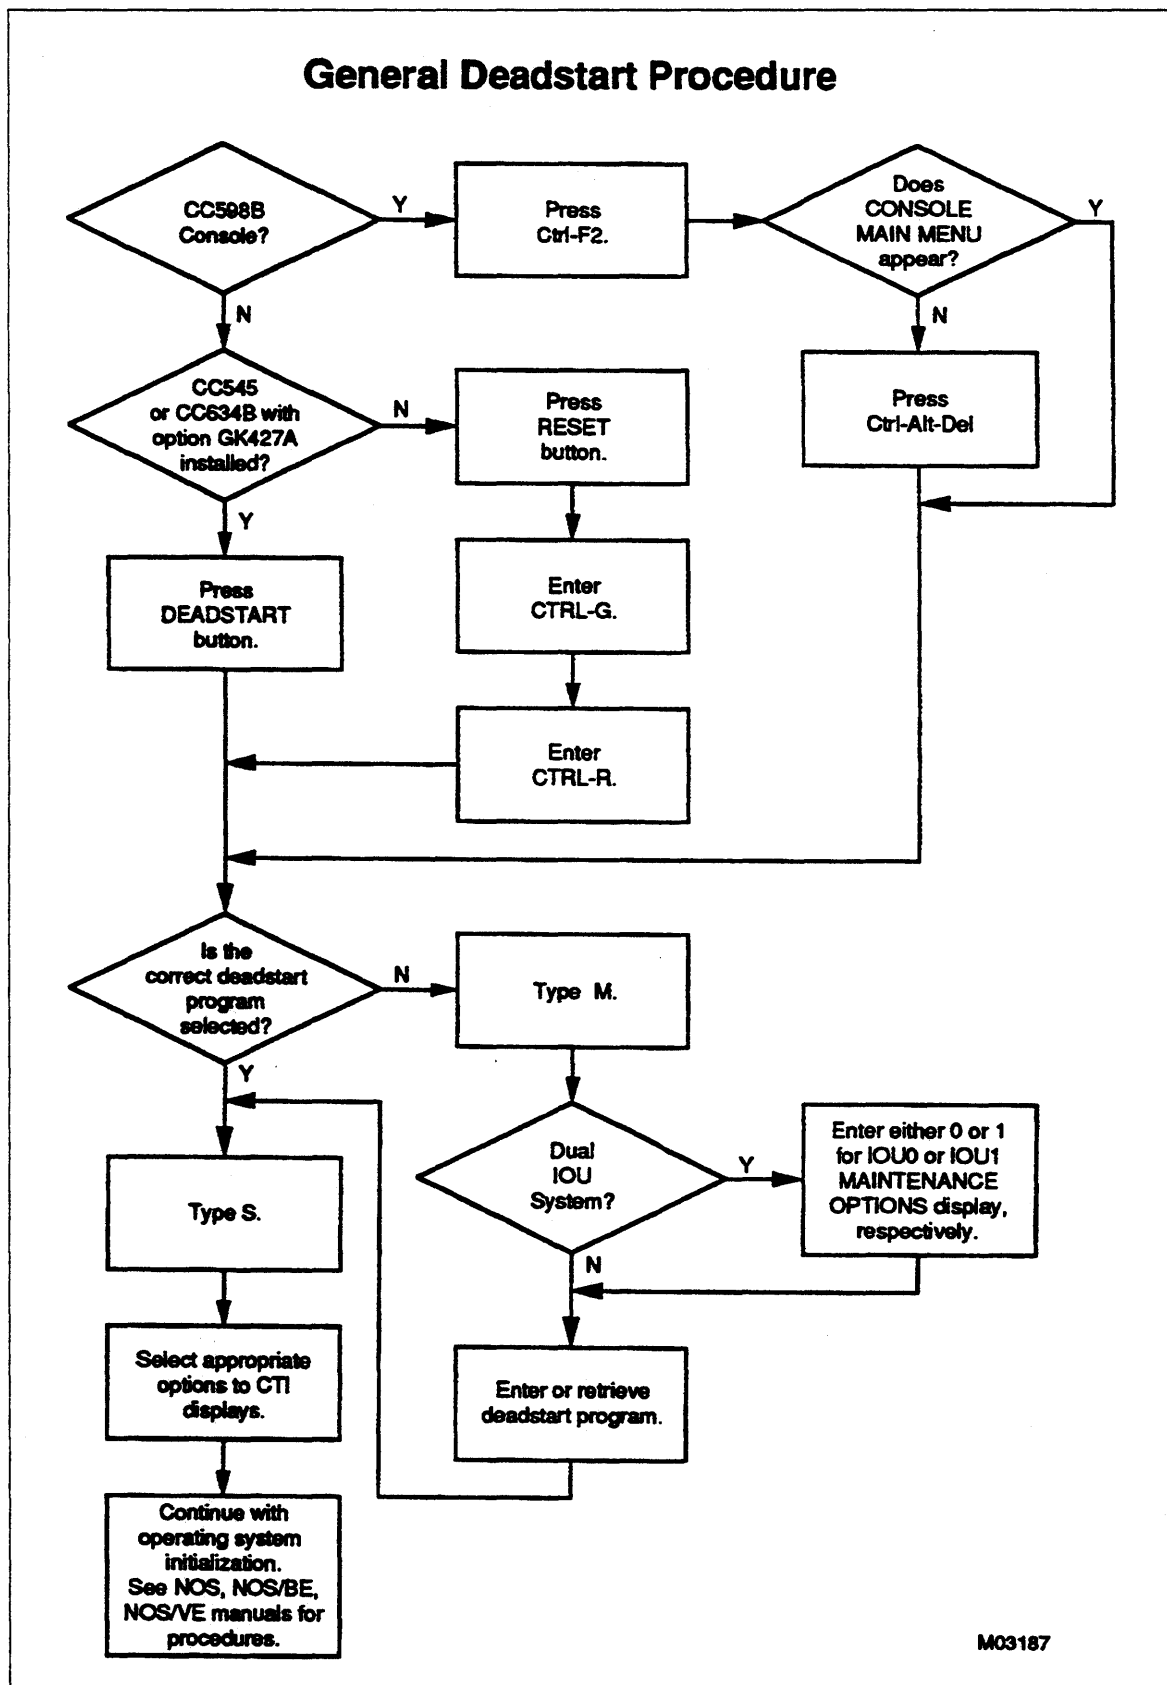 General Deadstart Procedure
CC598B
Console?
Y
Press
Ctrl-F2.
Does
CONSOLE
MAIN MENU
appear?
Y
N
N
CC545
or CC634B with
option GK427A
installed?
N
Press
RESET
button.
Press
Ctrl-Alt-Del
Y
Press
DEADSTART
button.
Enter
CTRL-G.
Enter
CTRL-R.
Is the
correct deadstart
program
selected?
N
Type M.
Y
Dual
IOU
System?
Y
Enter either 0 or 1
for IOU0 or IOU1
MAINTENANCE
OPTIONS display,
respectively.
Type S.
N
Select appropriate
options to CTI
displays.
Enter or retrieve
deadstart program.
Continue with
operating system
initialization.
See NOS, NOS/BE,
NOS/VE manuals for
procedures.
M03187